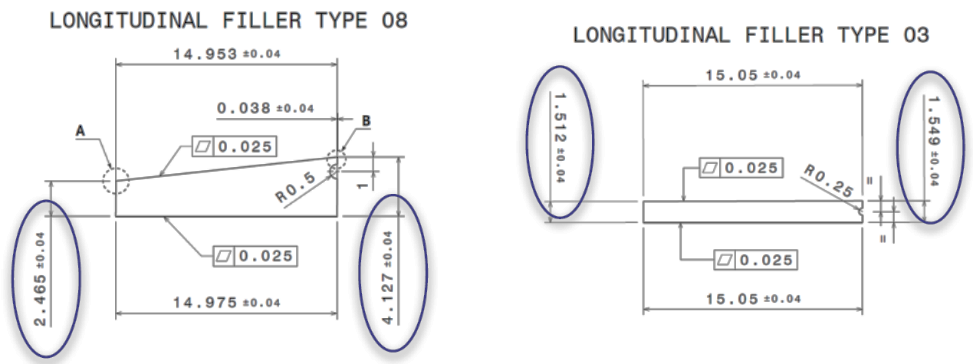 LONGITUDINAL FILLER TYPE 08
14.953 ±0.04
0.038 ±0.04
A
B
⏥ 0.025
R0.5
1
⏥ 0.025
2.465 ±0.04
4.127 ±0.04
14.975 ±0.04
LONGITUDINAL FILLER TYPE 03
15.05 ±0.04
1.512 ±0.04
1.549 ±0.04
⏥ 0.025
R0.25
=
=
⏥ 0.025
15.05 ±0.04